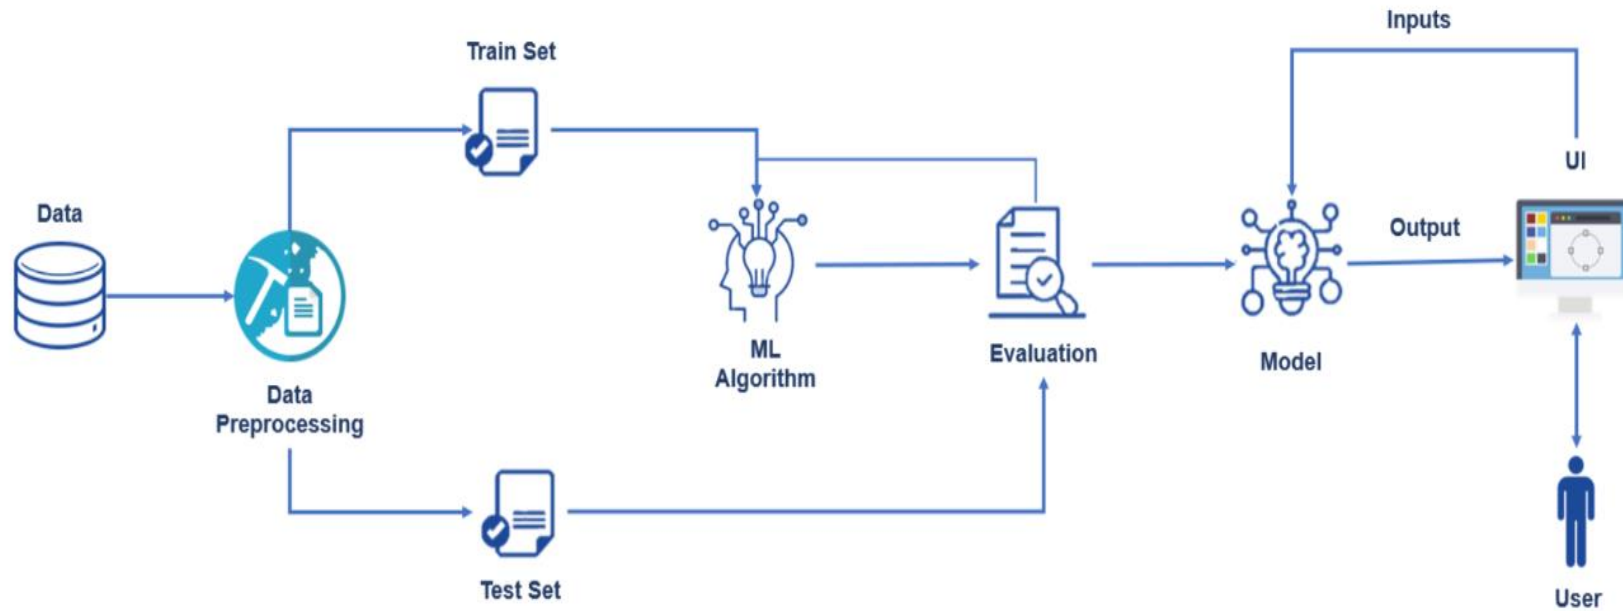 Inputs
Train Set
UI
Data
Output
ML
Algorithm
Evaluation
Model
Data
Preprocessing
Test Set
User